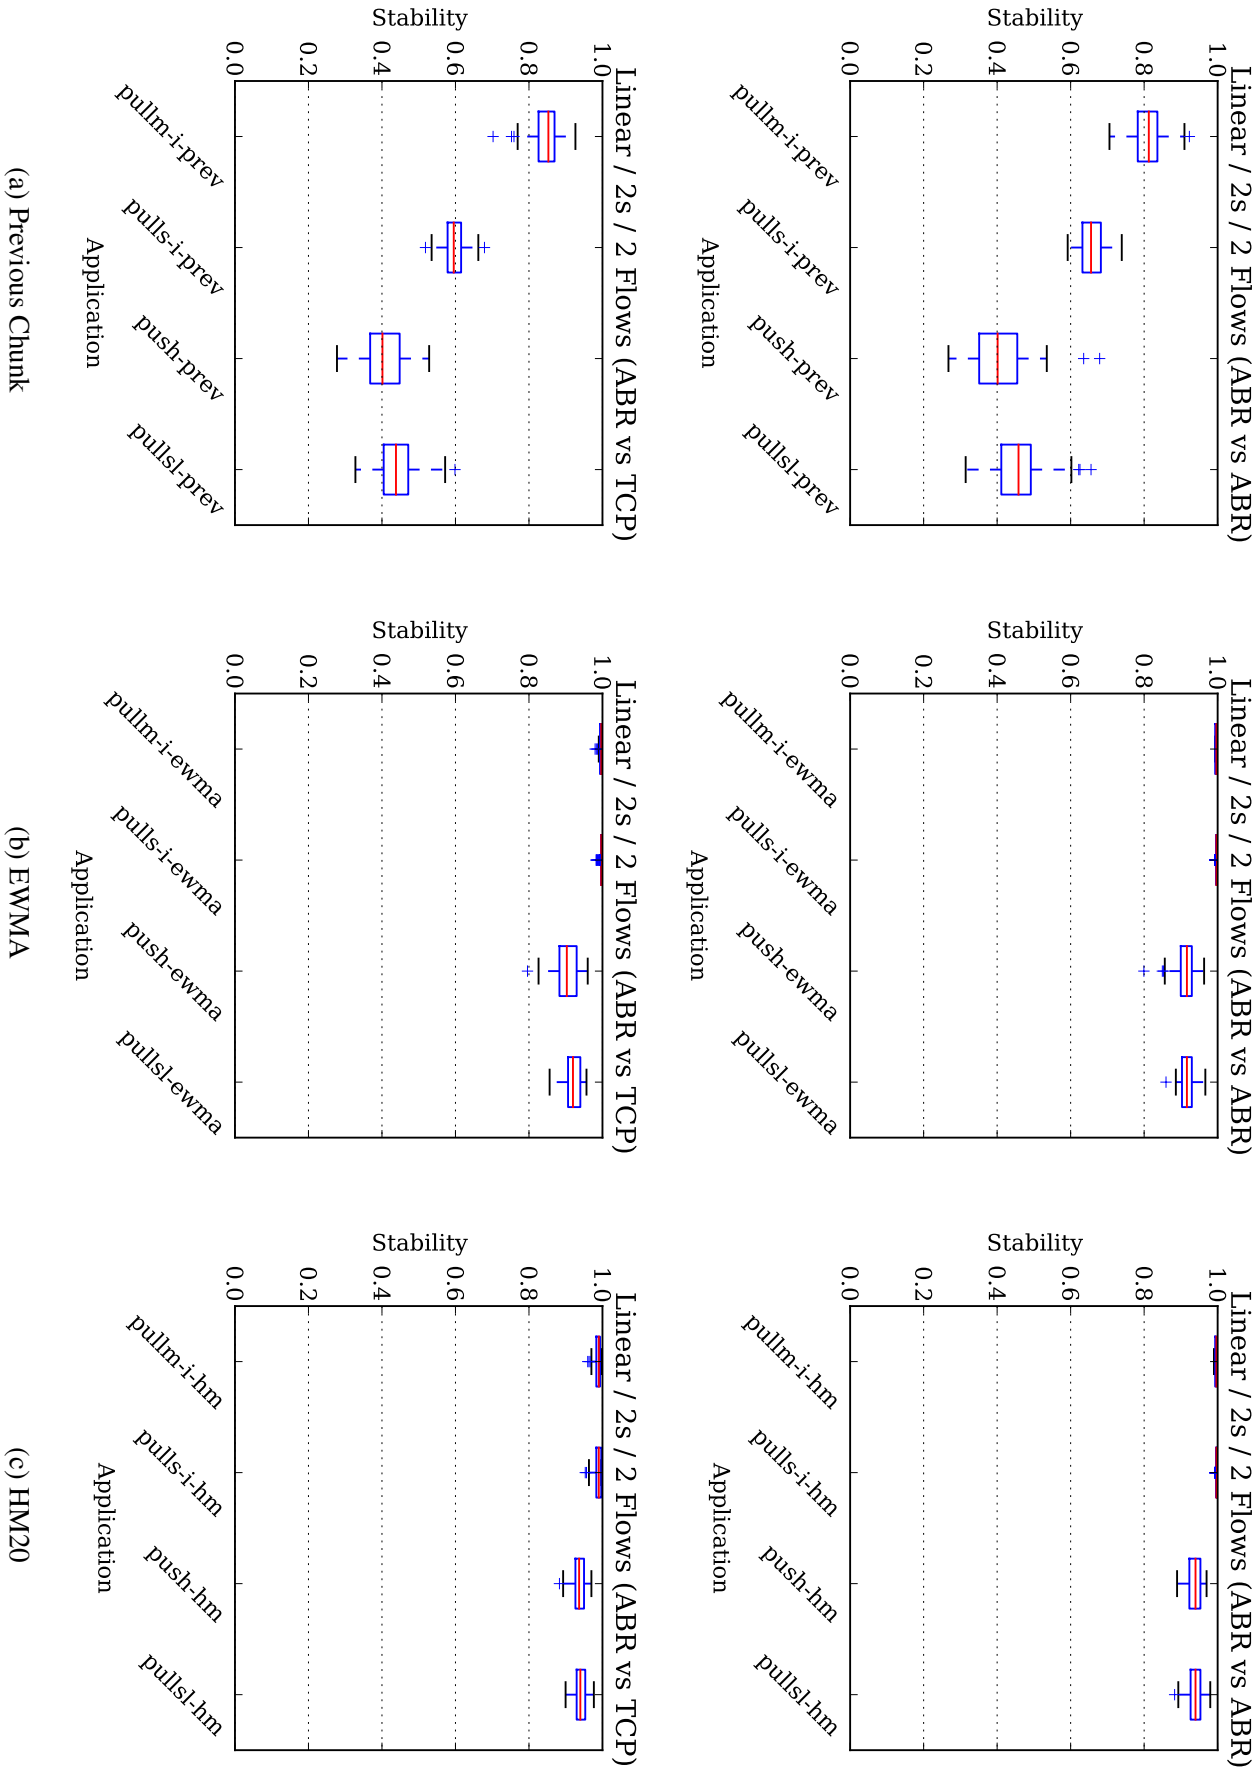 Linear / 2s / 2 Flows (ABR vs ABR)
Stability
1.0
0.8
0.6
0.4
0.2
0.0
pullm-i-prev
pulls-i-prev
push-prev
pullsl-prev
Application
Linear / 2s / 2 Flows (ABR vs ABR)
Stability
1.0
0.8
0.6
0.4
0.2
0.0
pullm-i-ewma
pulls-i-ewma
push-ewma
pullsl-ewma
Application
Linear / 2s / 2 Flows (ABR vs ABR)
Stability
1.0
0.8
0.6
0.4
0.2
0.0
pullm-i-hm
pulls-i-hm
push-hm
pullsl-hm
Application
Linear / 2s / 2 Flows (ABR vs TCP)
Stability
1.0
0.8
0.6
0.4
0.2
0.0
pullm-i-prev
pulls-i-prev
push-prev
pullsl-prev
Application
(a) Previous Chunk
Linear / 2s / 2 Flows (ABR vs TCP)
Stability
1.0
0.8
0.6
0.4
0.2
0.0
pullm-i-ewma
pulls-i-ewma
push-ewma
pullsl-ewma
Application
(b) EWMA
Linear / 2s / 2 Flows (ABR vs TCP)
Stability
1.0
0.8
0.6
0.4
0.2
0.0
pullm-i-hm
pulls-i-hm
push-hm
pullsl-hm
Application
(c) HM20